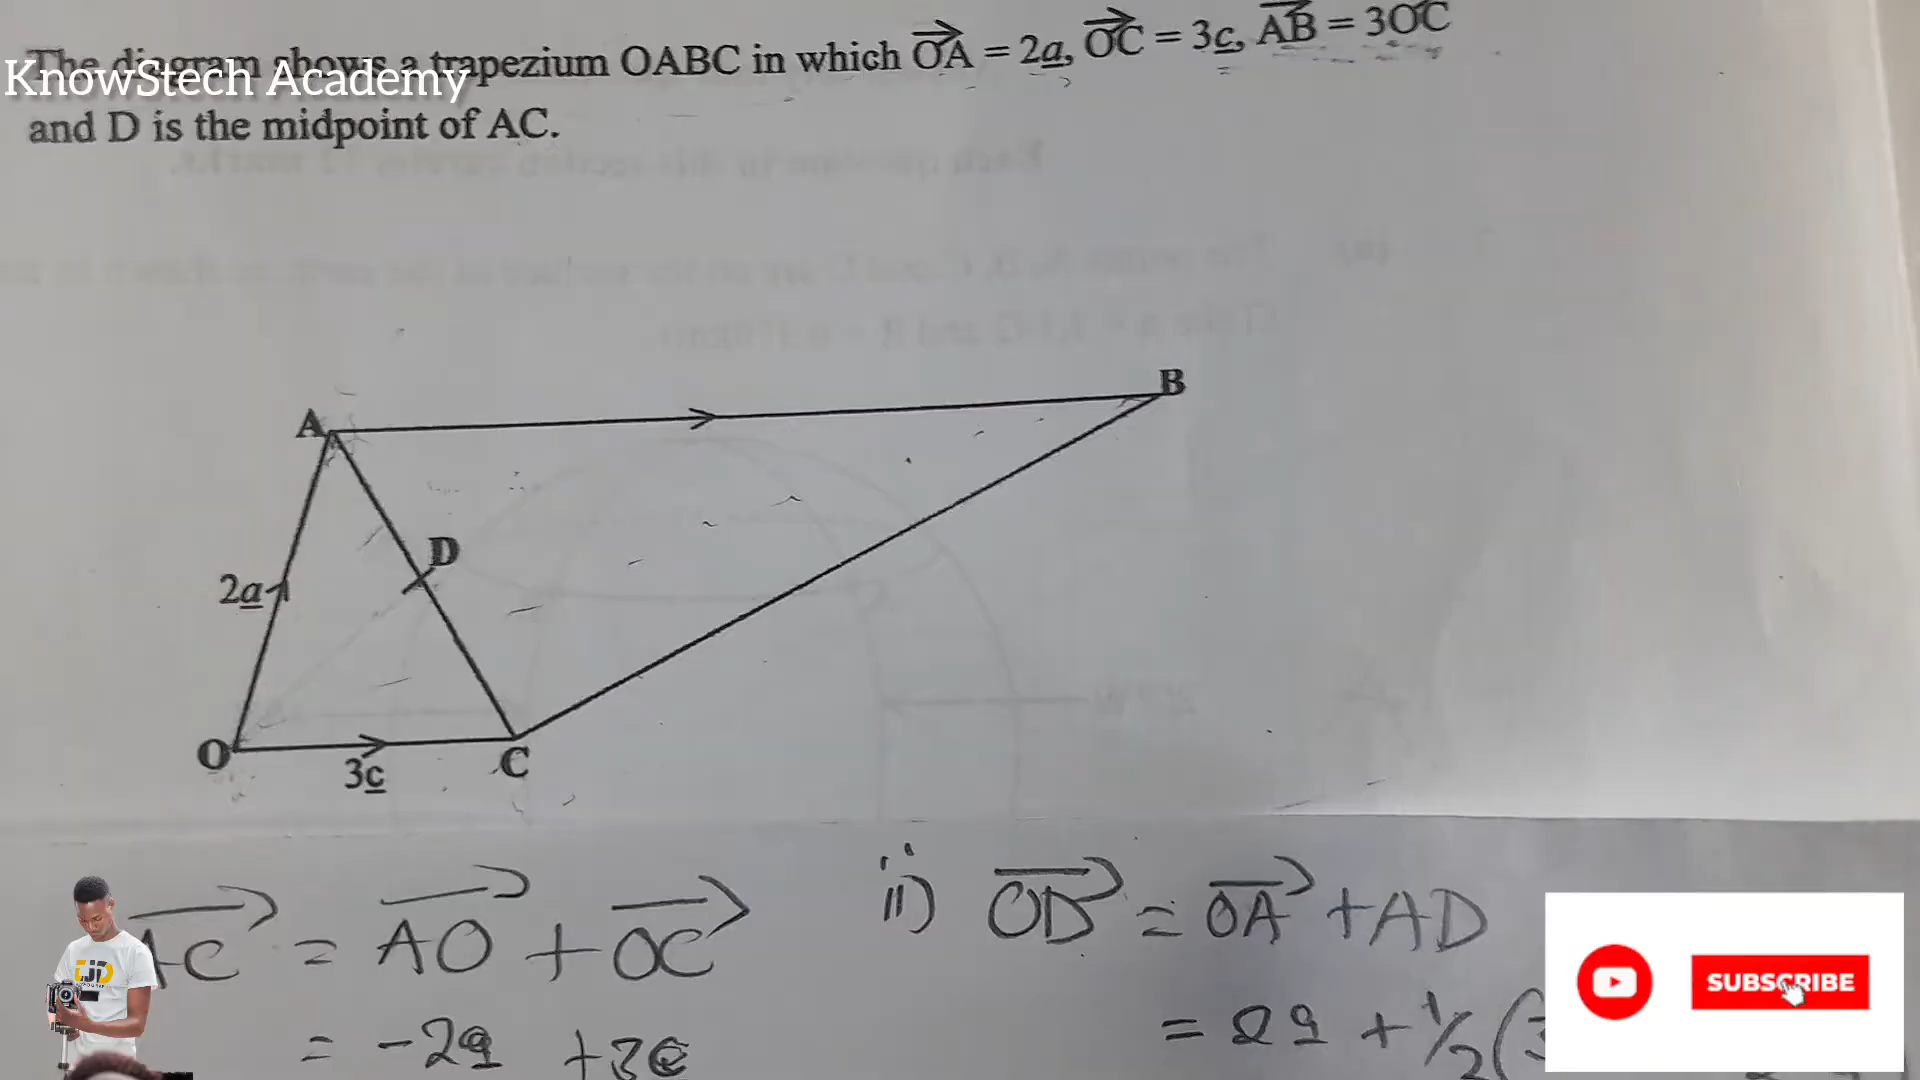 The diagram shows a trapezium OABC in which OA = 2a, OC = 3c, AB = 3OC
KnowStech Academy
and D is the midpoint of AC.
A
B
D
2a
O
3c
C
AC = AO + OC
= -2a + 3c
ii) OD = OA + AD
= 2a + 1/2(3
SUBSCRIBE